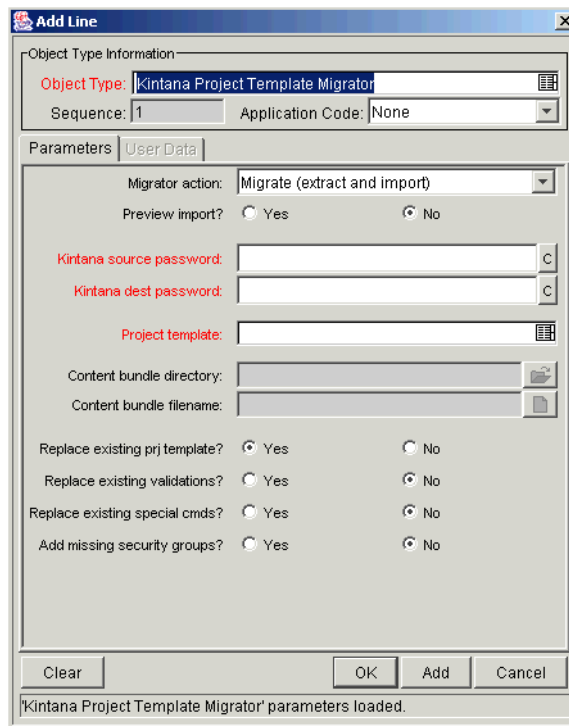 Add Line
Object Type Information
Object Type: Kintana Project Template Migrator
Sequence: 1 Application Code: None
Parameters User Data
Migrator action: Migrate (extract and import)
Preview import? Yes No
Kintana source password: C
Kintana dest password: C
Project template:
Content bundle directory:
Content bundle filename:
Replace existing prj template? Yes No
Replace existing validations? Yes No
Replace existing special cmds? Yes No
Add missing security groups? Yes No
Clear OK Add Cancel
'Kintana Project Template Migrator' parameters loaded.